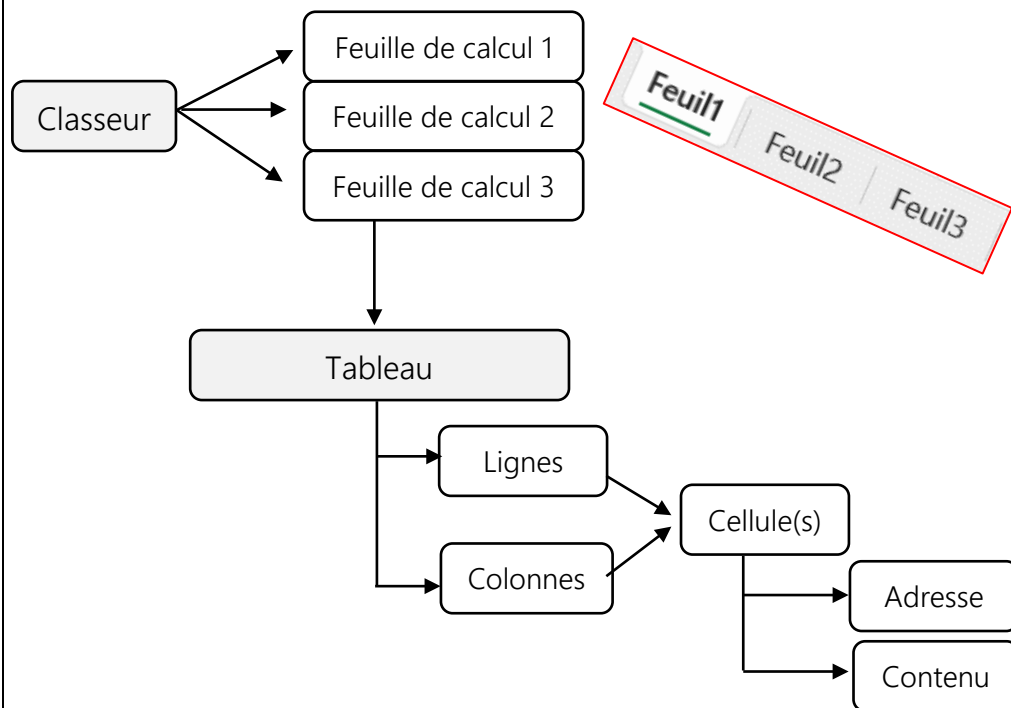 Feuille de calcul 1
Classeur
Feuille de calcul 2
Feuille de calcul 3
Feuil1
Feuil2
Feuil3
Tableau
Lignes
Cellule(s)
Colonnes
Adresse
Contenu